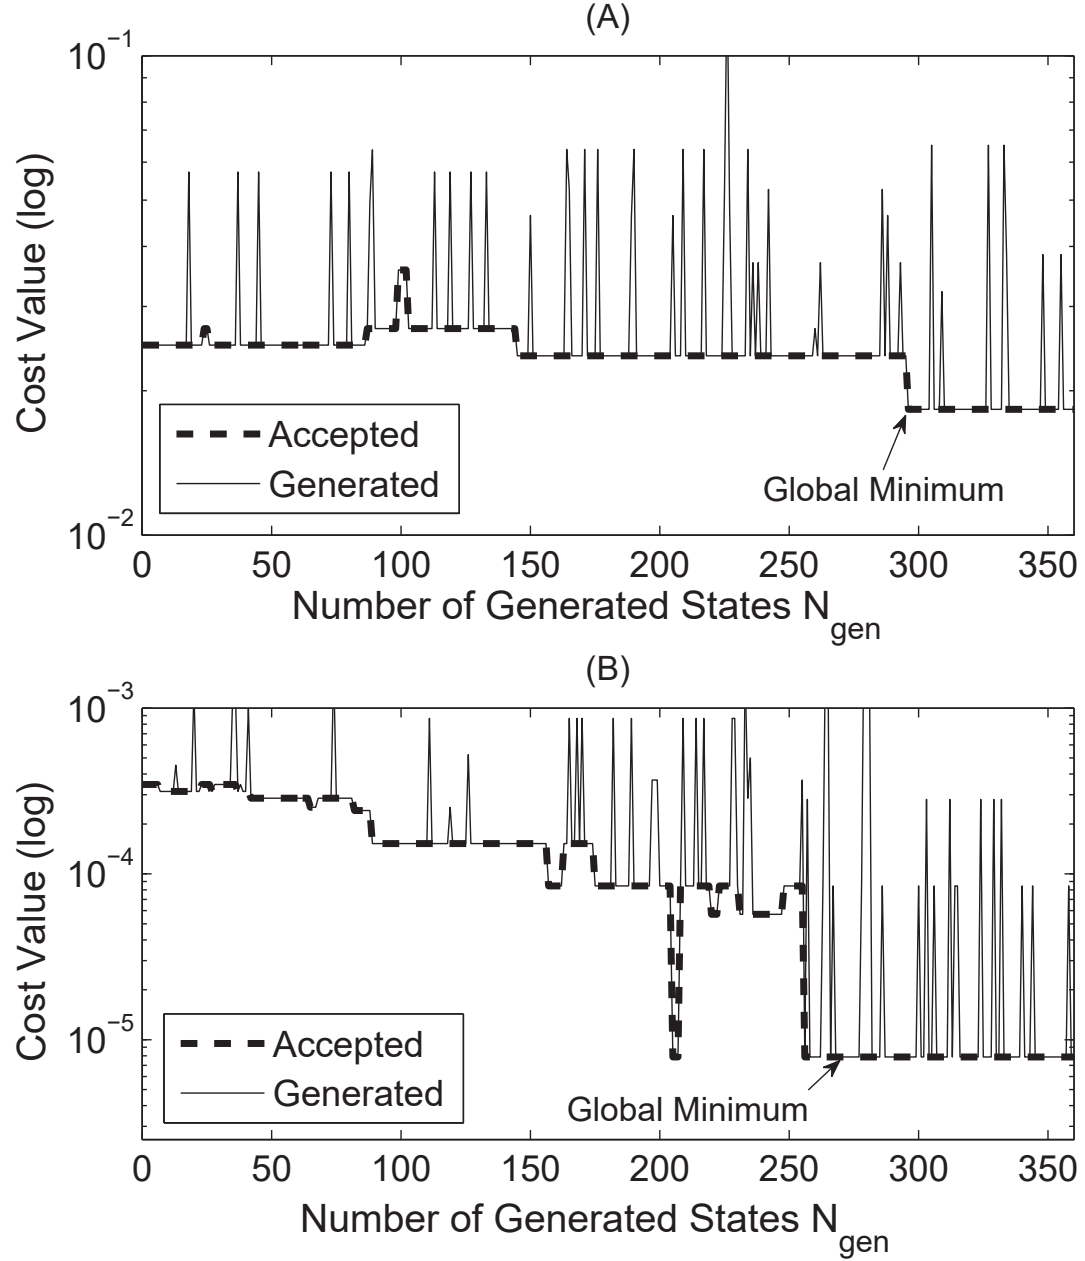 (A)
10⁻¹
Cost Value (log)
Accepted
Generated
Global Minimum
10⁻²
0 50 100 150 200 250 300 350
Number of Generated States N_gen
(B)
10⁻³
10⁻⁴
Cost Value (log)
10⁻⁵
Accepted
Generated
Global Minimum
0 50 100 150 200 250 300 350
Number of Generated States N_gen